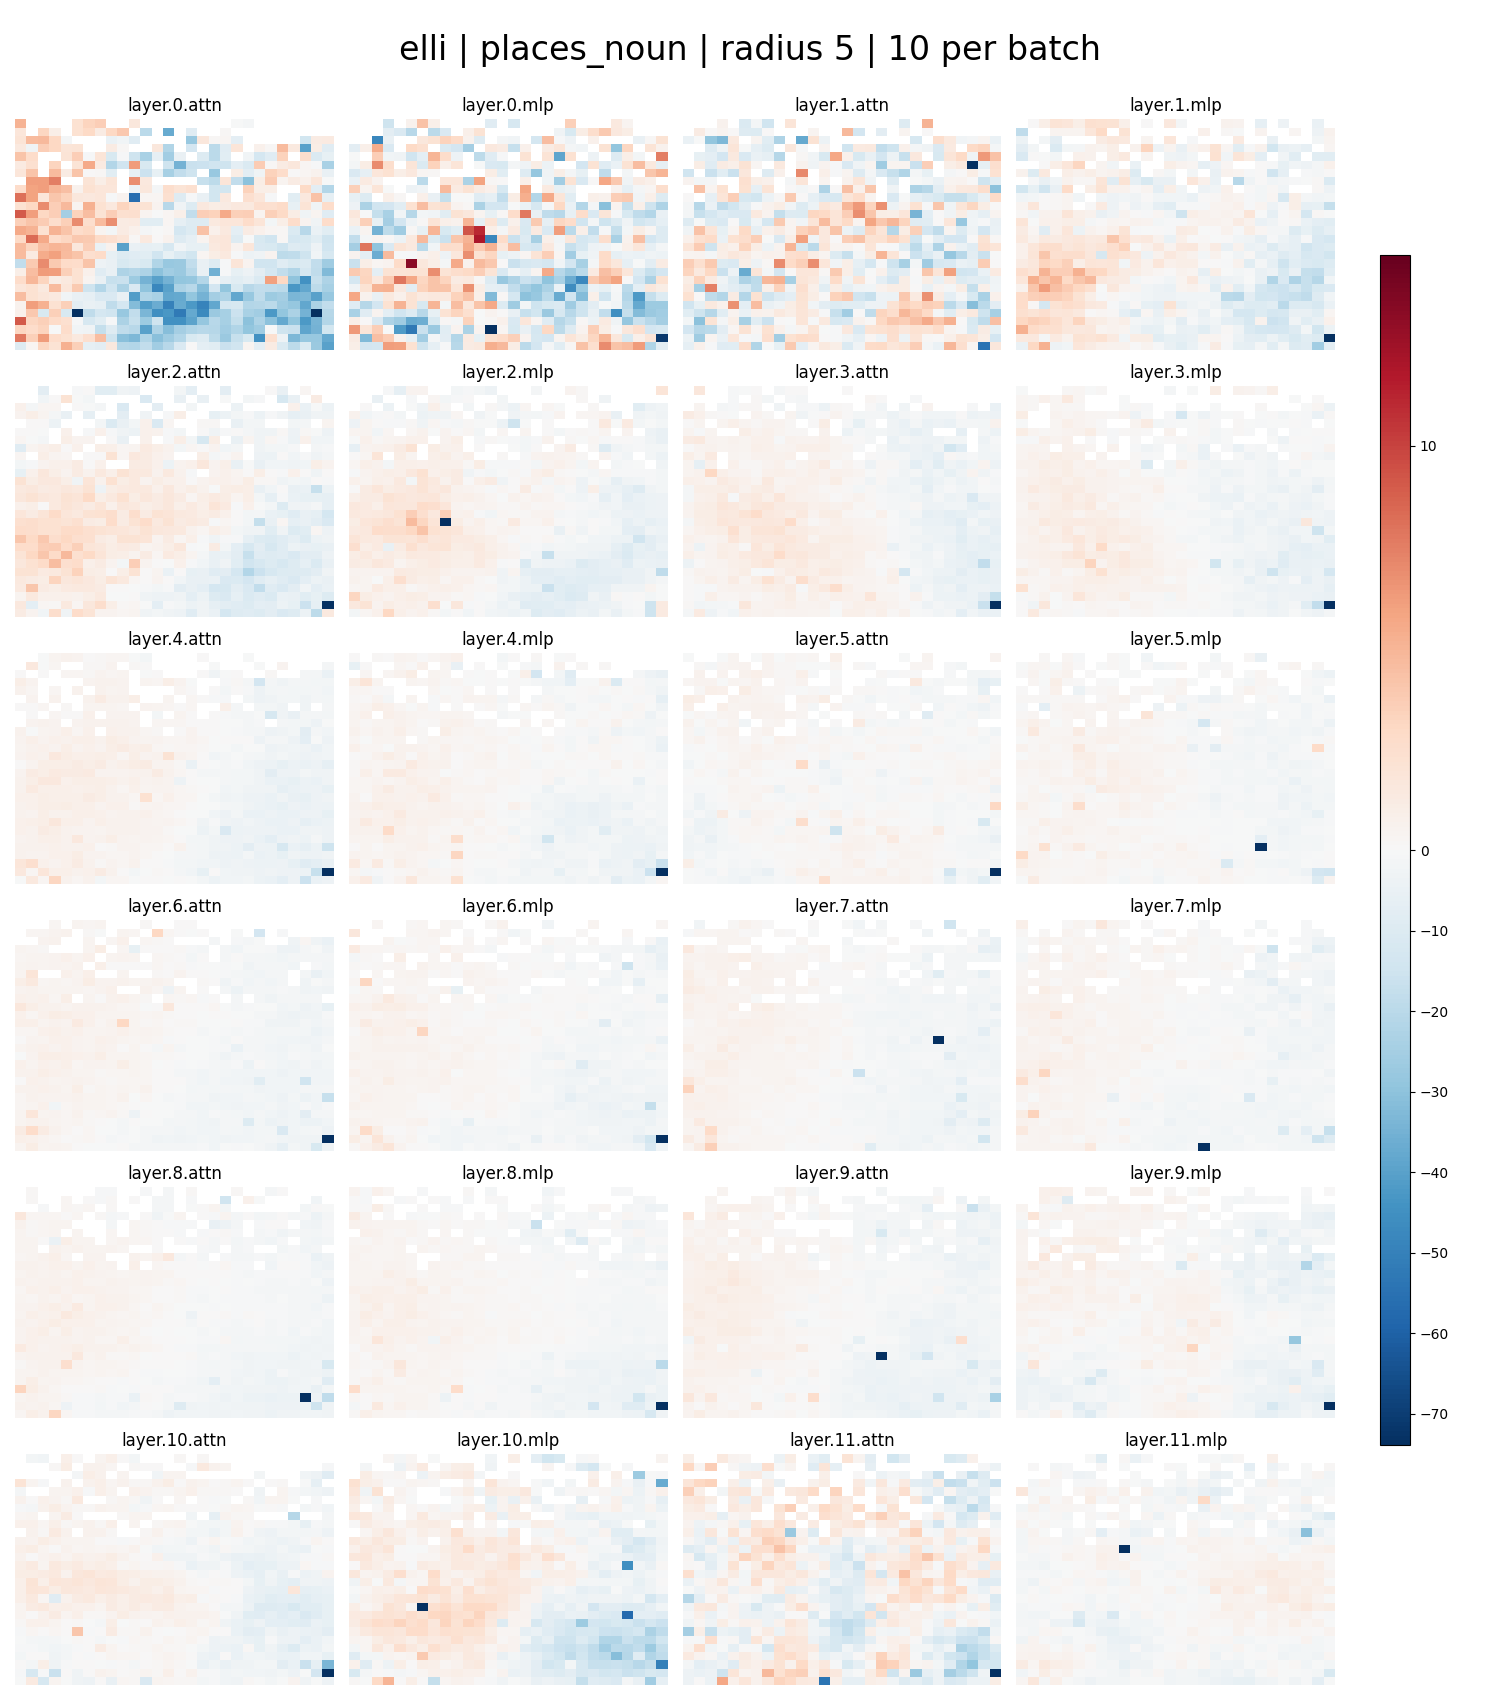 elli | places_noun | radius 5 | 10 per batch
layer.0.attn layer.0.mlp layer.1.attn layer.1.mlp
layer.2.attn layer.2.mlp layer.3.attn layer.3.mlp
layer.4.attn layer.4.mlp layer.5.attn layer.5.mlp
layer.6.attn layer.6.mlp layer.7.attn layer.7.mlp
layer.8.attn layer.8.mlp layer.9.attn layer.9.mlp
layer.10.attn layer.10.mlp layer.11.attn layer.11.mlp
10
0
−10
−20
−30
−40
−50
−60
−70